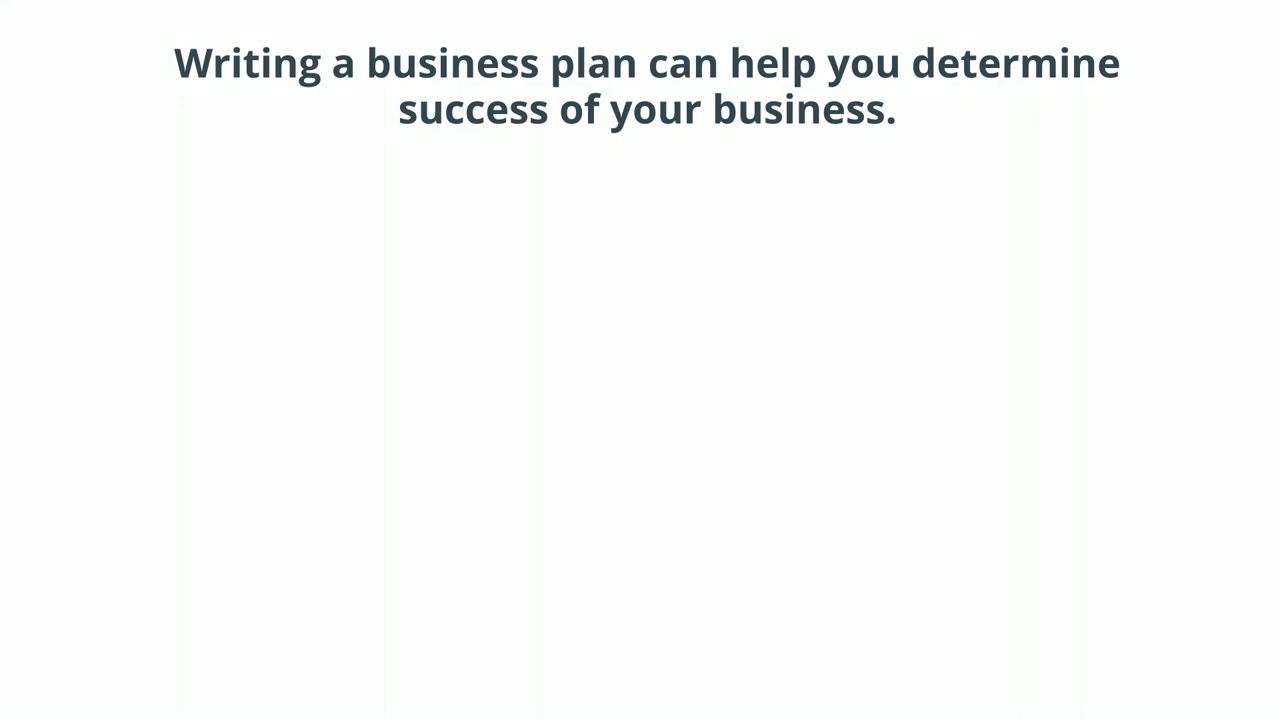 Writing a business plan can help you determine
success of your business.